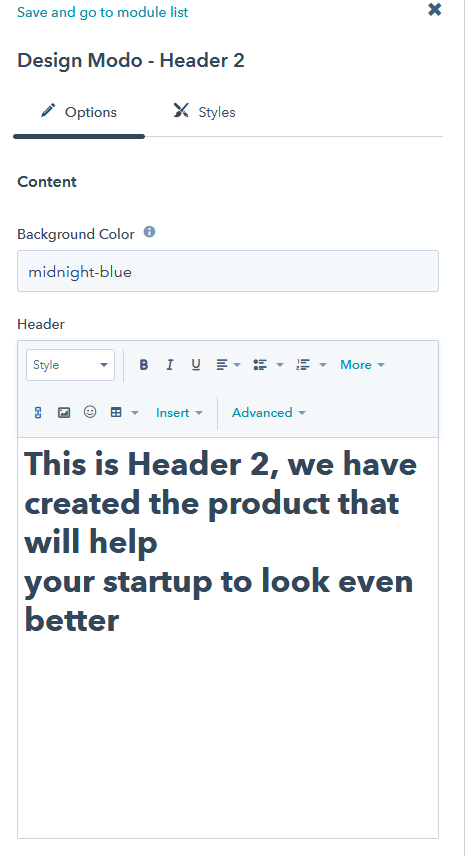 Save and go to module list
Design Modo - Header 2
Options Styles
Content
Background Color
midnight-blue
Header
Style B I U More
Insert Advanced
This is Header 2, we have
created the product that
will help
your startup to look even
better